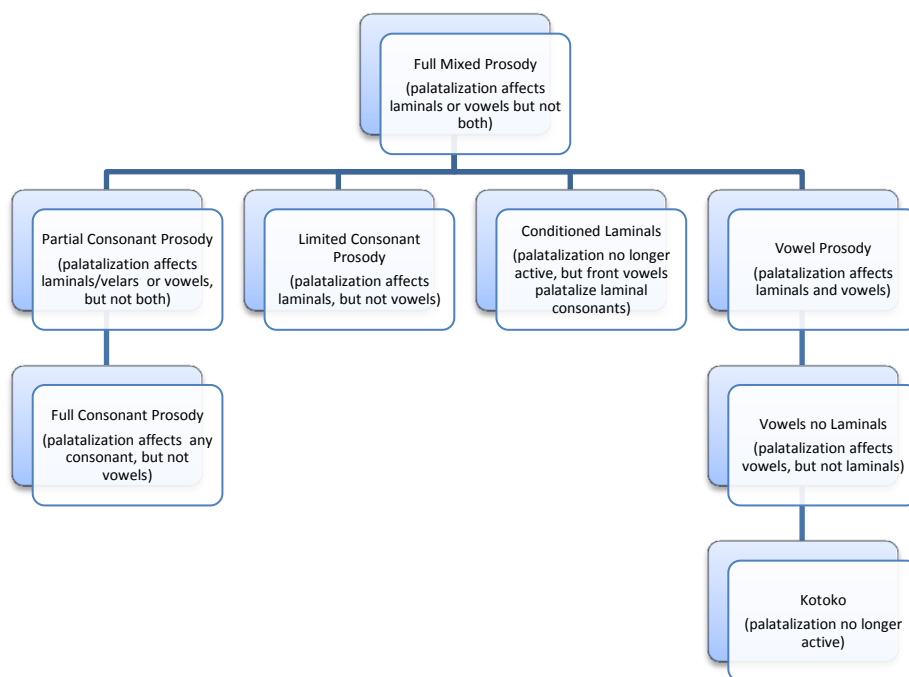 Full Mixed Prosody
(palatalization affects
laminals or vowels but not
both)
Partial Consonant Prosody
(palatalization affects
laminals/velars or vowels,
but not both)
Limited Consonant
Prosody
(palatalization affects
laminals, but not vowels)
Conditioned Laminals
(palatalization no longer
active, but front vowels
palatalize laminal
consonants)
Vowel Prosody
(palatalization affects
laminals and vowels)
Full Consonant Prosody
(palatalization affects any
consonant, but not
vowels)
Vowels no Laminals
(palatalization affects
vowels, but not laminals)
Kotoko
(palatalization no longer
active)